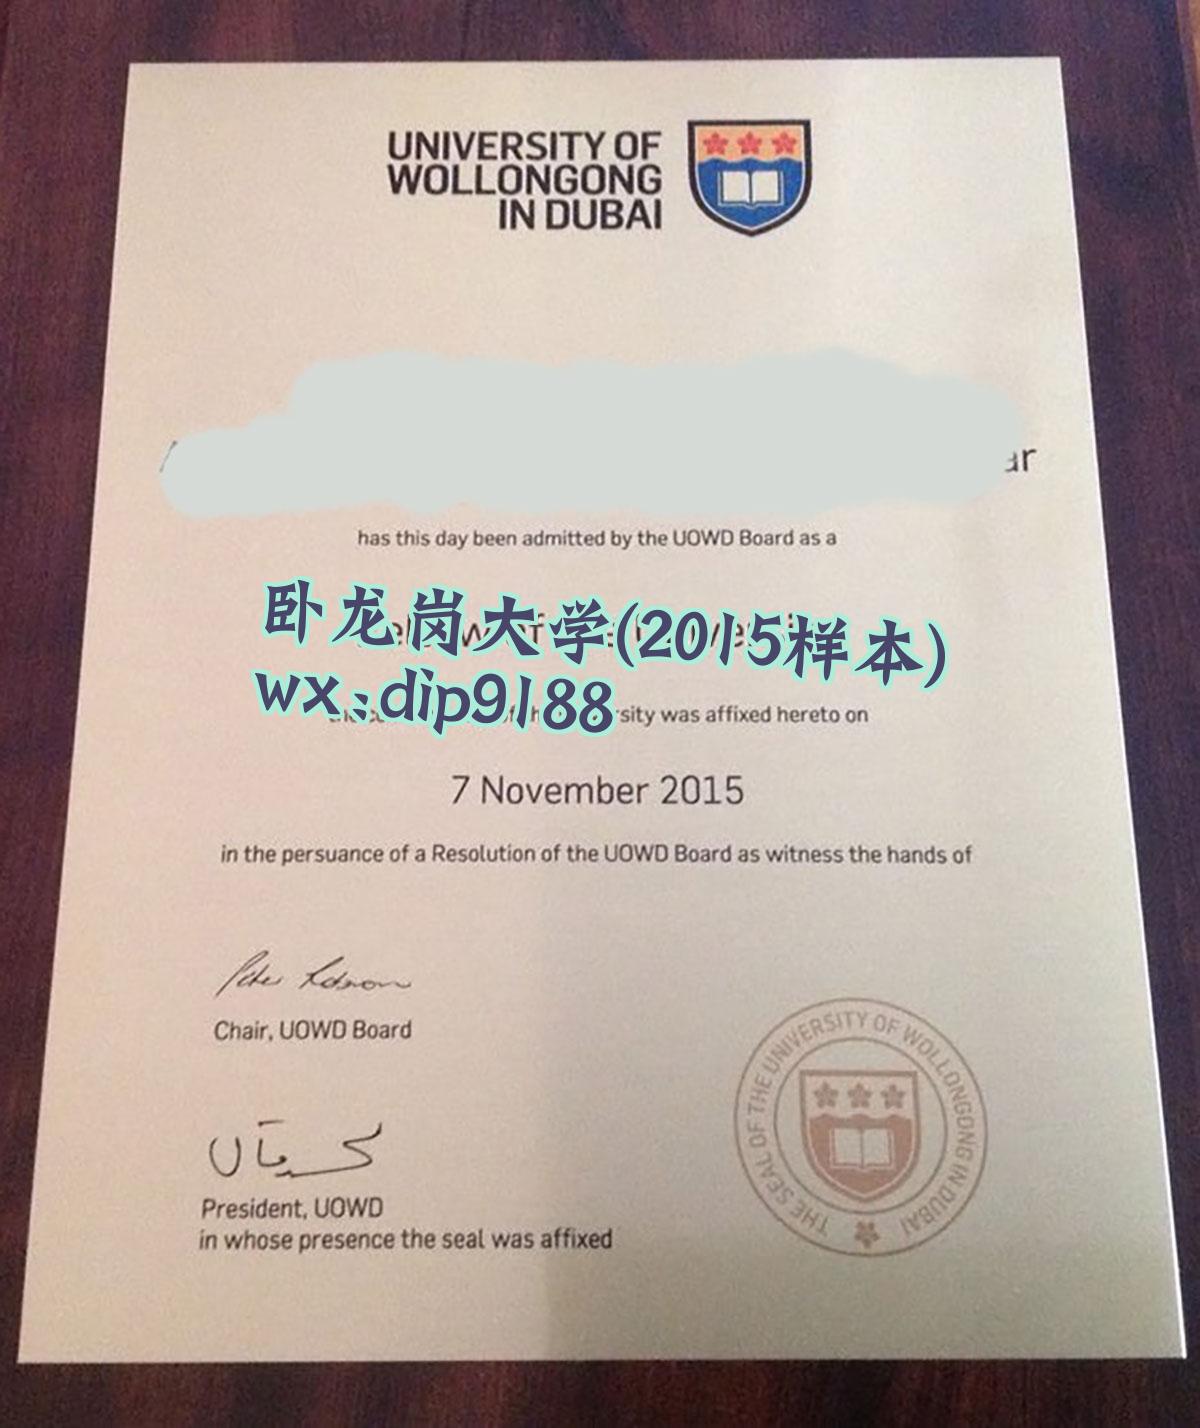 UNIVERSITY OF
WOLLONGONG
IN DUBAI
has this day been admitted by the UOWD Board as a
卧龙岗大学(2015样本)
wx:dip9188
was affixed hereto on
7 November 2015
in the persuance of a Resolution of the UOWD Board as witness the hands of
Chair, UOWD Board
President, UOWD
in whose presence the seal was affixed
THE SEAL OF THE UNIVERSITY OF WOLLONGONG IN DUBAI